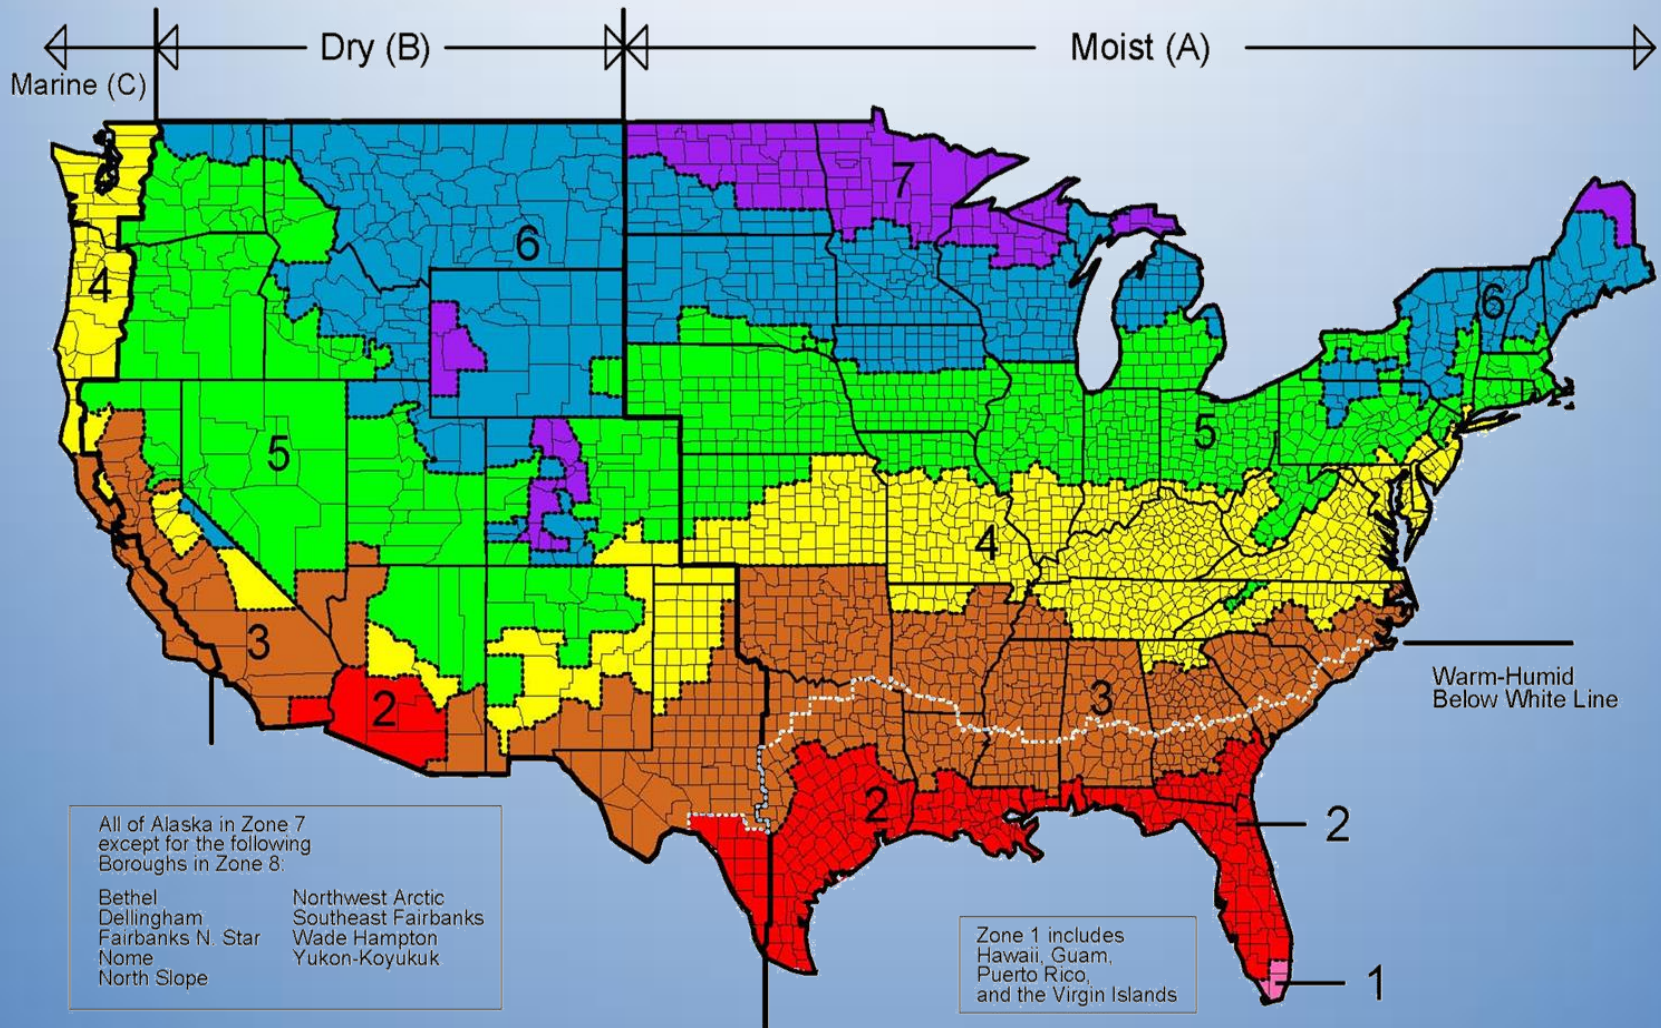 Dry (B)
Moist (A)
Marine (C)
7
6
4
6
5
5
4
3
Warm-Humid
Below White Line
3
2
2
2
All of Alaska in Zone 7
except for the following
Boroughs in Zone 8:
Bethel
Dellingham
Fairbanks N. Star
Nome
North Slope
Northwest Arctic
Southeast Fairbanks
Wade Hampton
Yukon-Koyukuk
Zone 1 includes
Hawaii, Guam,
Puerto Rico,
and the Virgin Islands
1